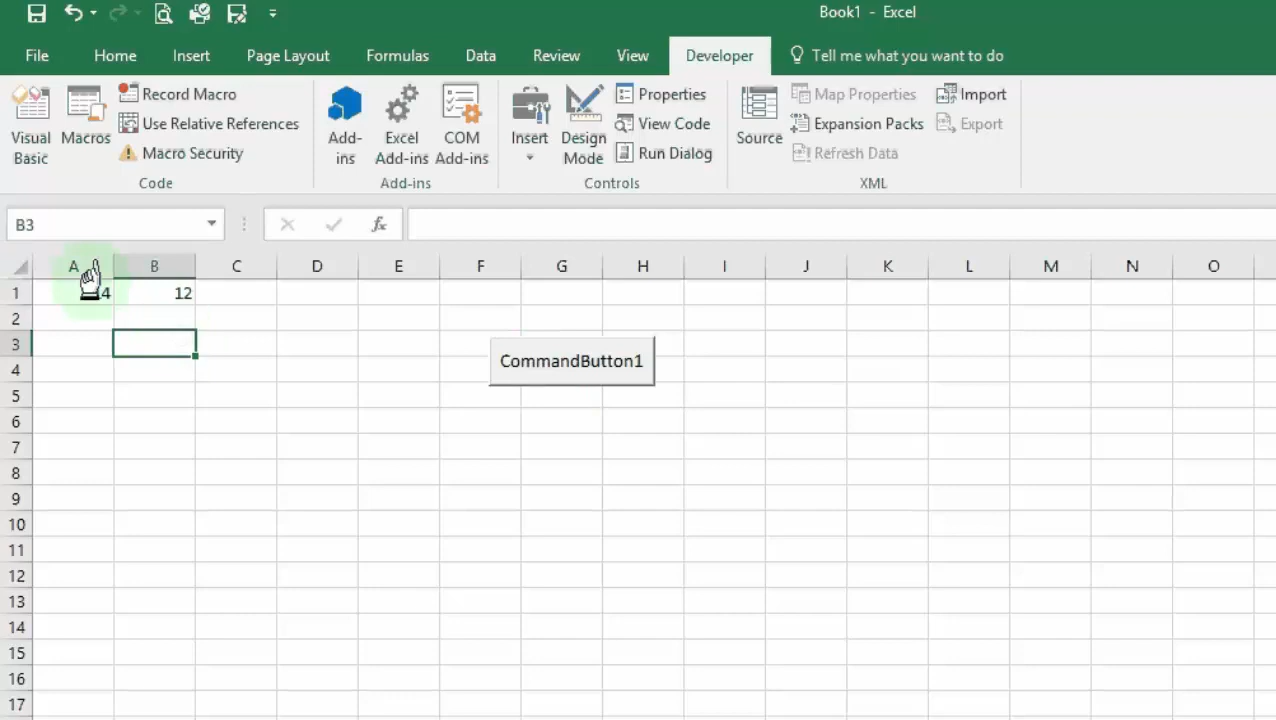 Book1 - Excel
File Home Insert Page Layout Formulas Data Review View Developer Tell me what you want to do
Visual Basic
Macros
Record Macro
Use Relative References
Macro Security
Code
Add-ins
Excel Add-ins
COM Add-ins
Add-ins
Insert
Design Mode
Properties
View Code
Run Dialog
Controls
Source
Map Properties
Expansion Packs
Refresh Data
Import
Export
XML
B3 fx
A B C D E F G H I J K L M N O
1 12
2
3
CommandButton1
4
5
6
7
8
9
10
11
12
13
14
15
16
17